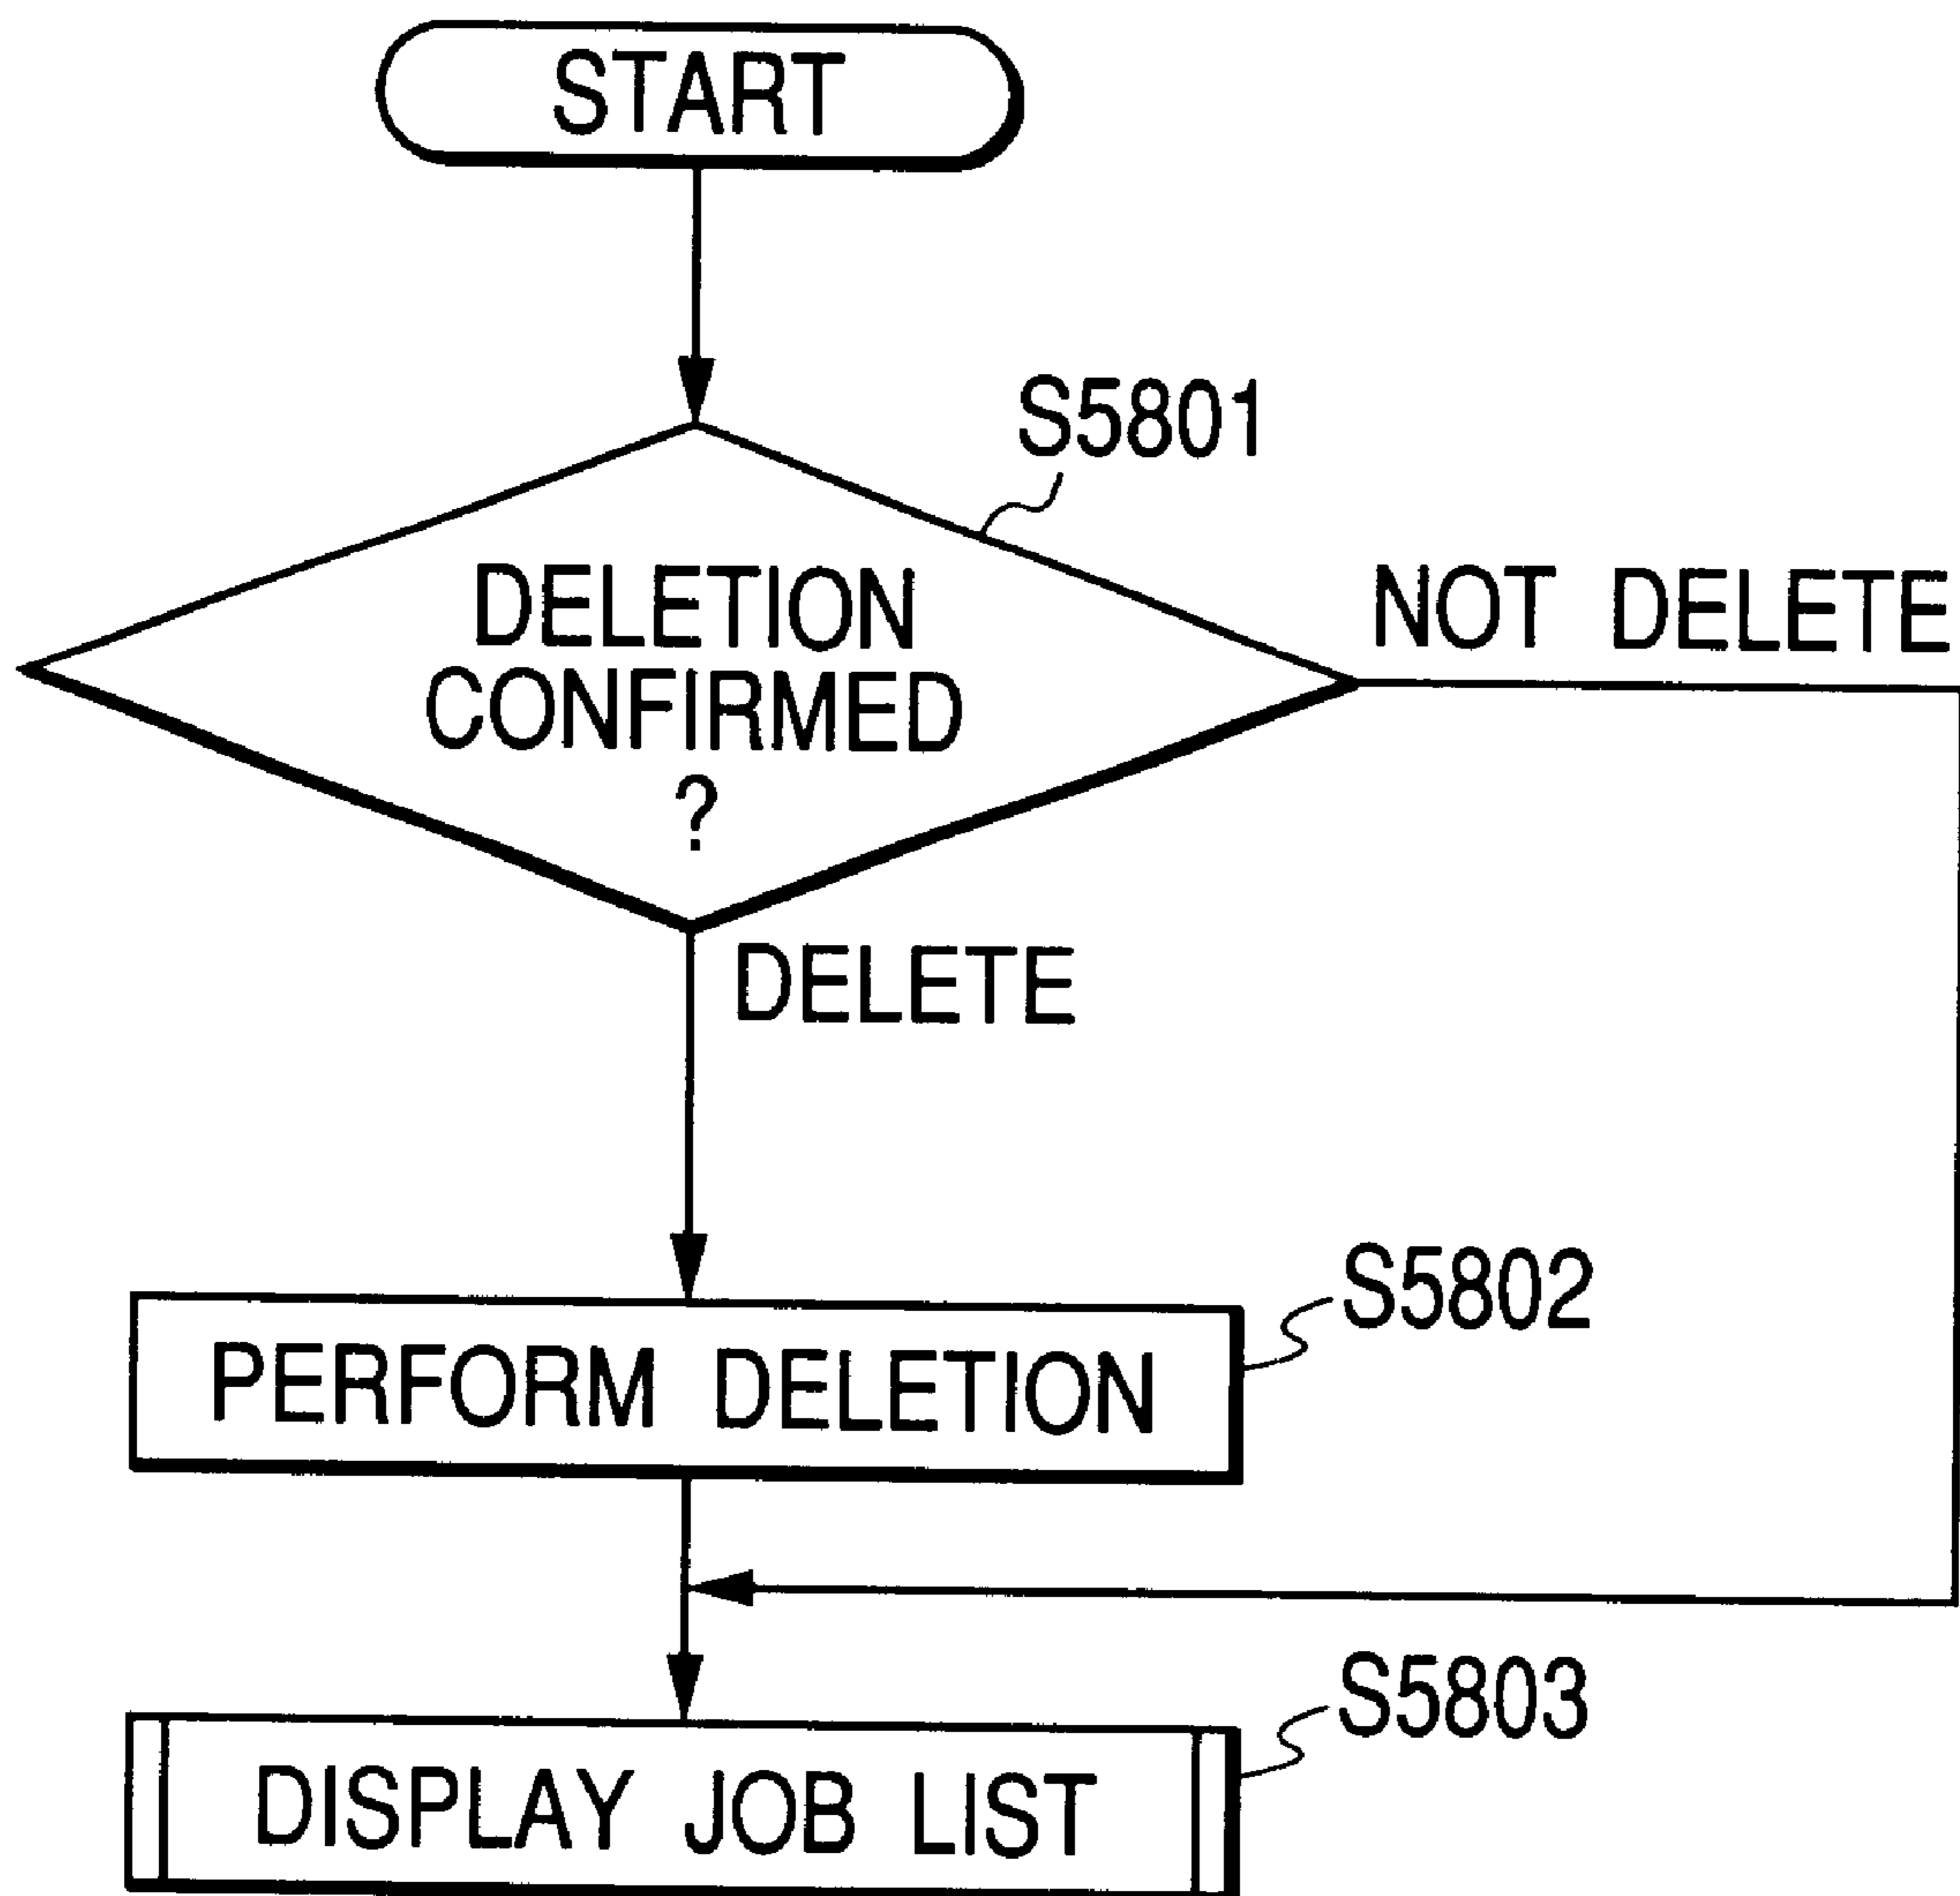 START
S5801
DELETION
CONFIRMED
?
NOT DELETE
DELETE
S5802
PERFORM DELETION
S5803
DISPLAY JOB LIST